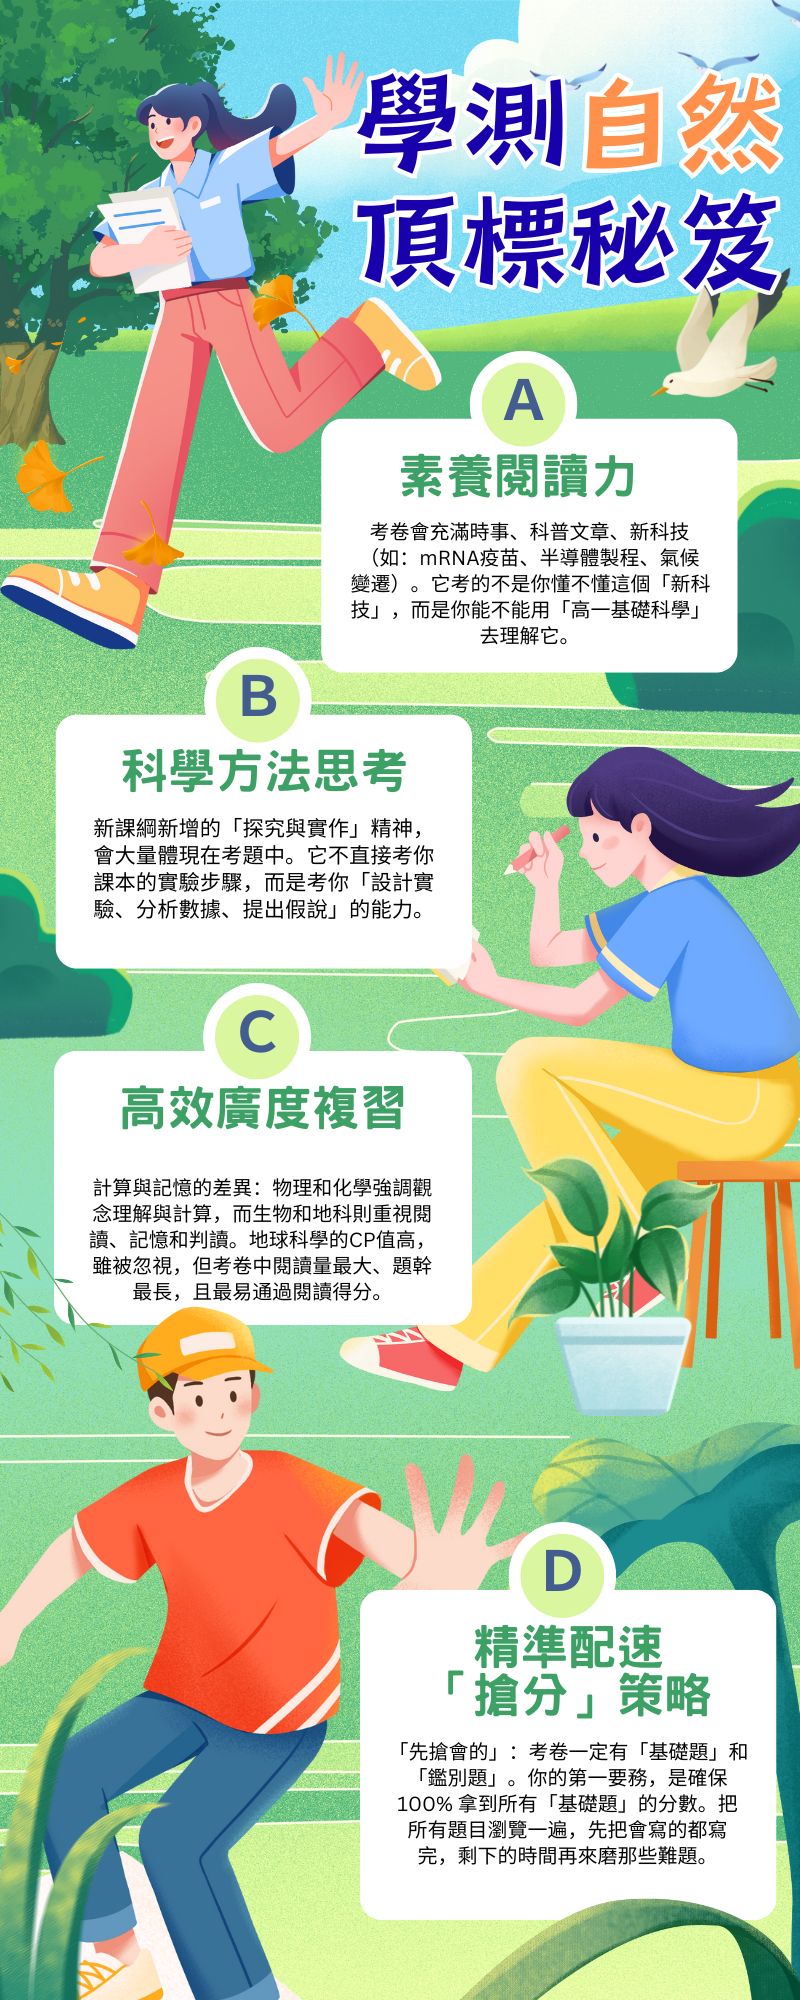 學測自然
頂標秘笈
A
素養閱讀力
考卷會充滿時事、科普文章、新科技
（如：mRNA疫苗、半導體製程、氣候
變遷）。它考的不是你懂不懂這個「新科
技」，而是你能不能用「高一基礎科學」
去理解它。
B
科學方法思考
新課綱新增的「探究與實作」精神，
會大量體現在考題中。它不直接考你
課本的實驗步驟，而是考你「設計實
驗、分析數據、提出假說」的能力。
C
高效廣度複習
計算與記憶的差異：物理和化學強調觀
念理解與計算，而生物和地科則重視閱
讀、記憶和判讀。地球科學的CP值高，
雖被忽視，但考卷中閱讀量最大、題幹
最長，且最易通過閱讀得分。
D
精準配速
「搶分」策略
「先搶會的」：考卷一定有「基礎題」和
「鑑別題」。你的第一要務，是確保
100% 拿到所有「基礎題」的分數。把
所有題目瀏覽一遍，先把會寫的都寫
完，剩下的時間再來磨那些難題。